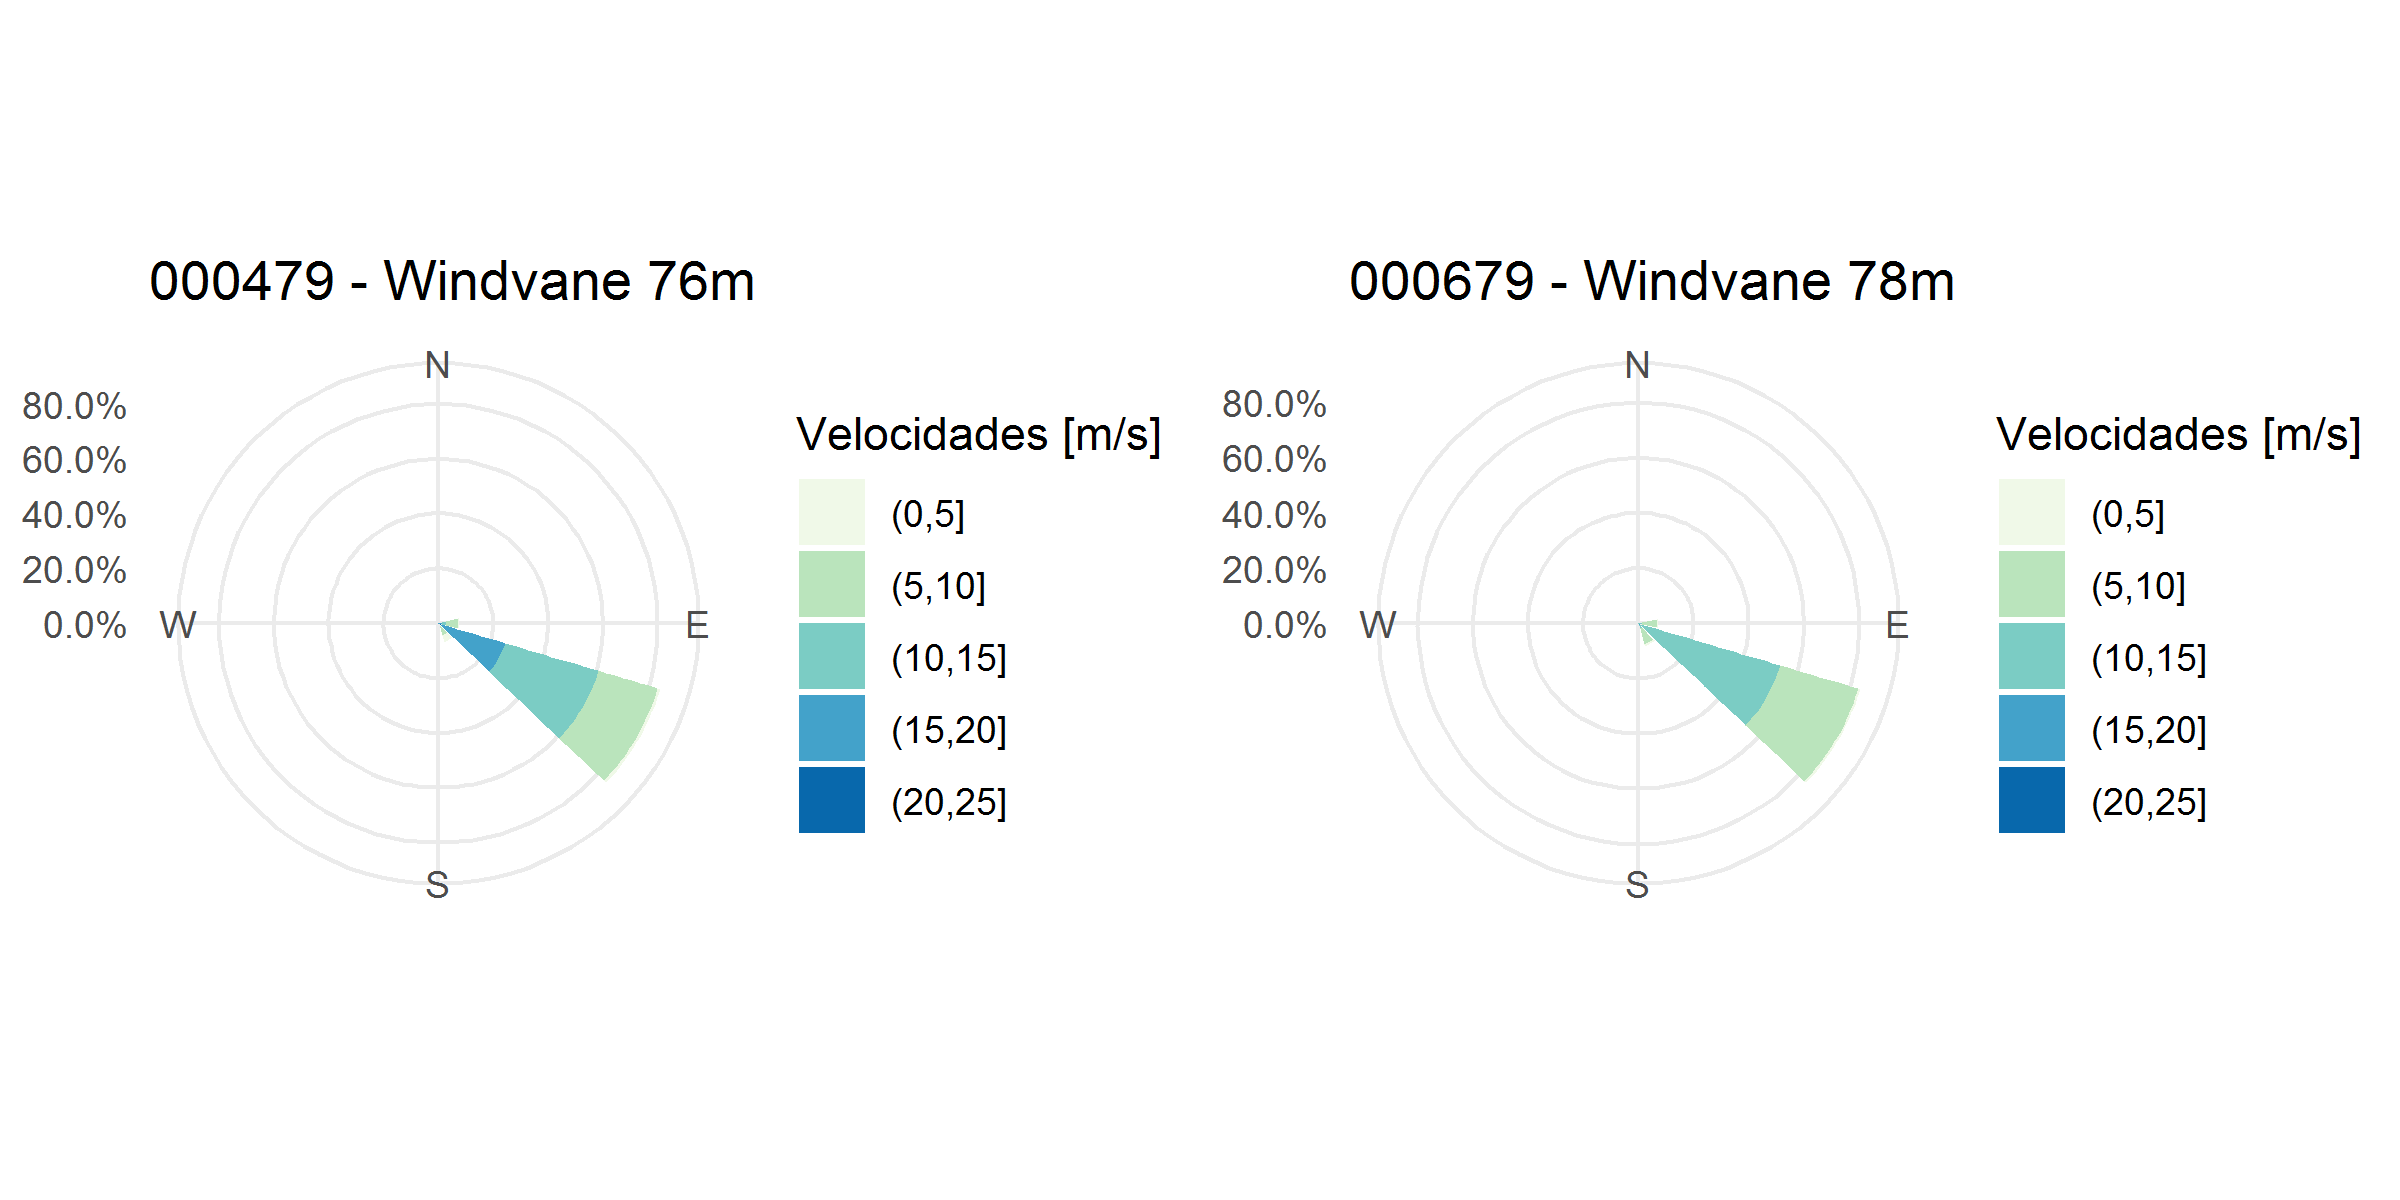 000479 - Windvane 76m
N
80.0%
60.0%
40.0%
20.0%
0.0%
W
E
S
Velocidades [m/s]
(0,5]
(5,10]
(10,15]
(15,20]
(20,25]
000679 - Windvane 78m
N
80.0%
60.0%
40.0%
20.0%
0.0%
W
E
S
Velocidades [m/s]
(0,5]
(5,10]
(10,15]
(15,20]
(20,25]